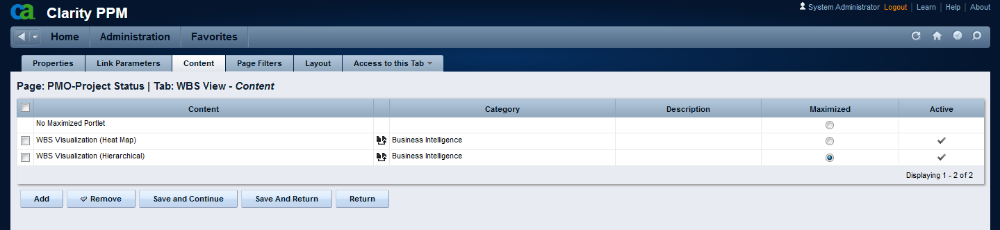 ca Clarity PPM
System Administrator Logout | Learn | Help | About
Home Administration Favorites
Properties Link Parameters Content Page Filters Layout Access to this Tab
Page: PMO-Project Status | Tab: WBS View - Content
Content Category Description Maximized Active
No Maximized Portlet
WBS Visualization (Heat Map) Business Intelligence
WBS Visualization (Hierarchical) Business Intelligence
Displaying 1 - 2 of 2
Add Remove Save and Continue Save And Return Return